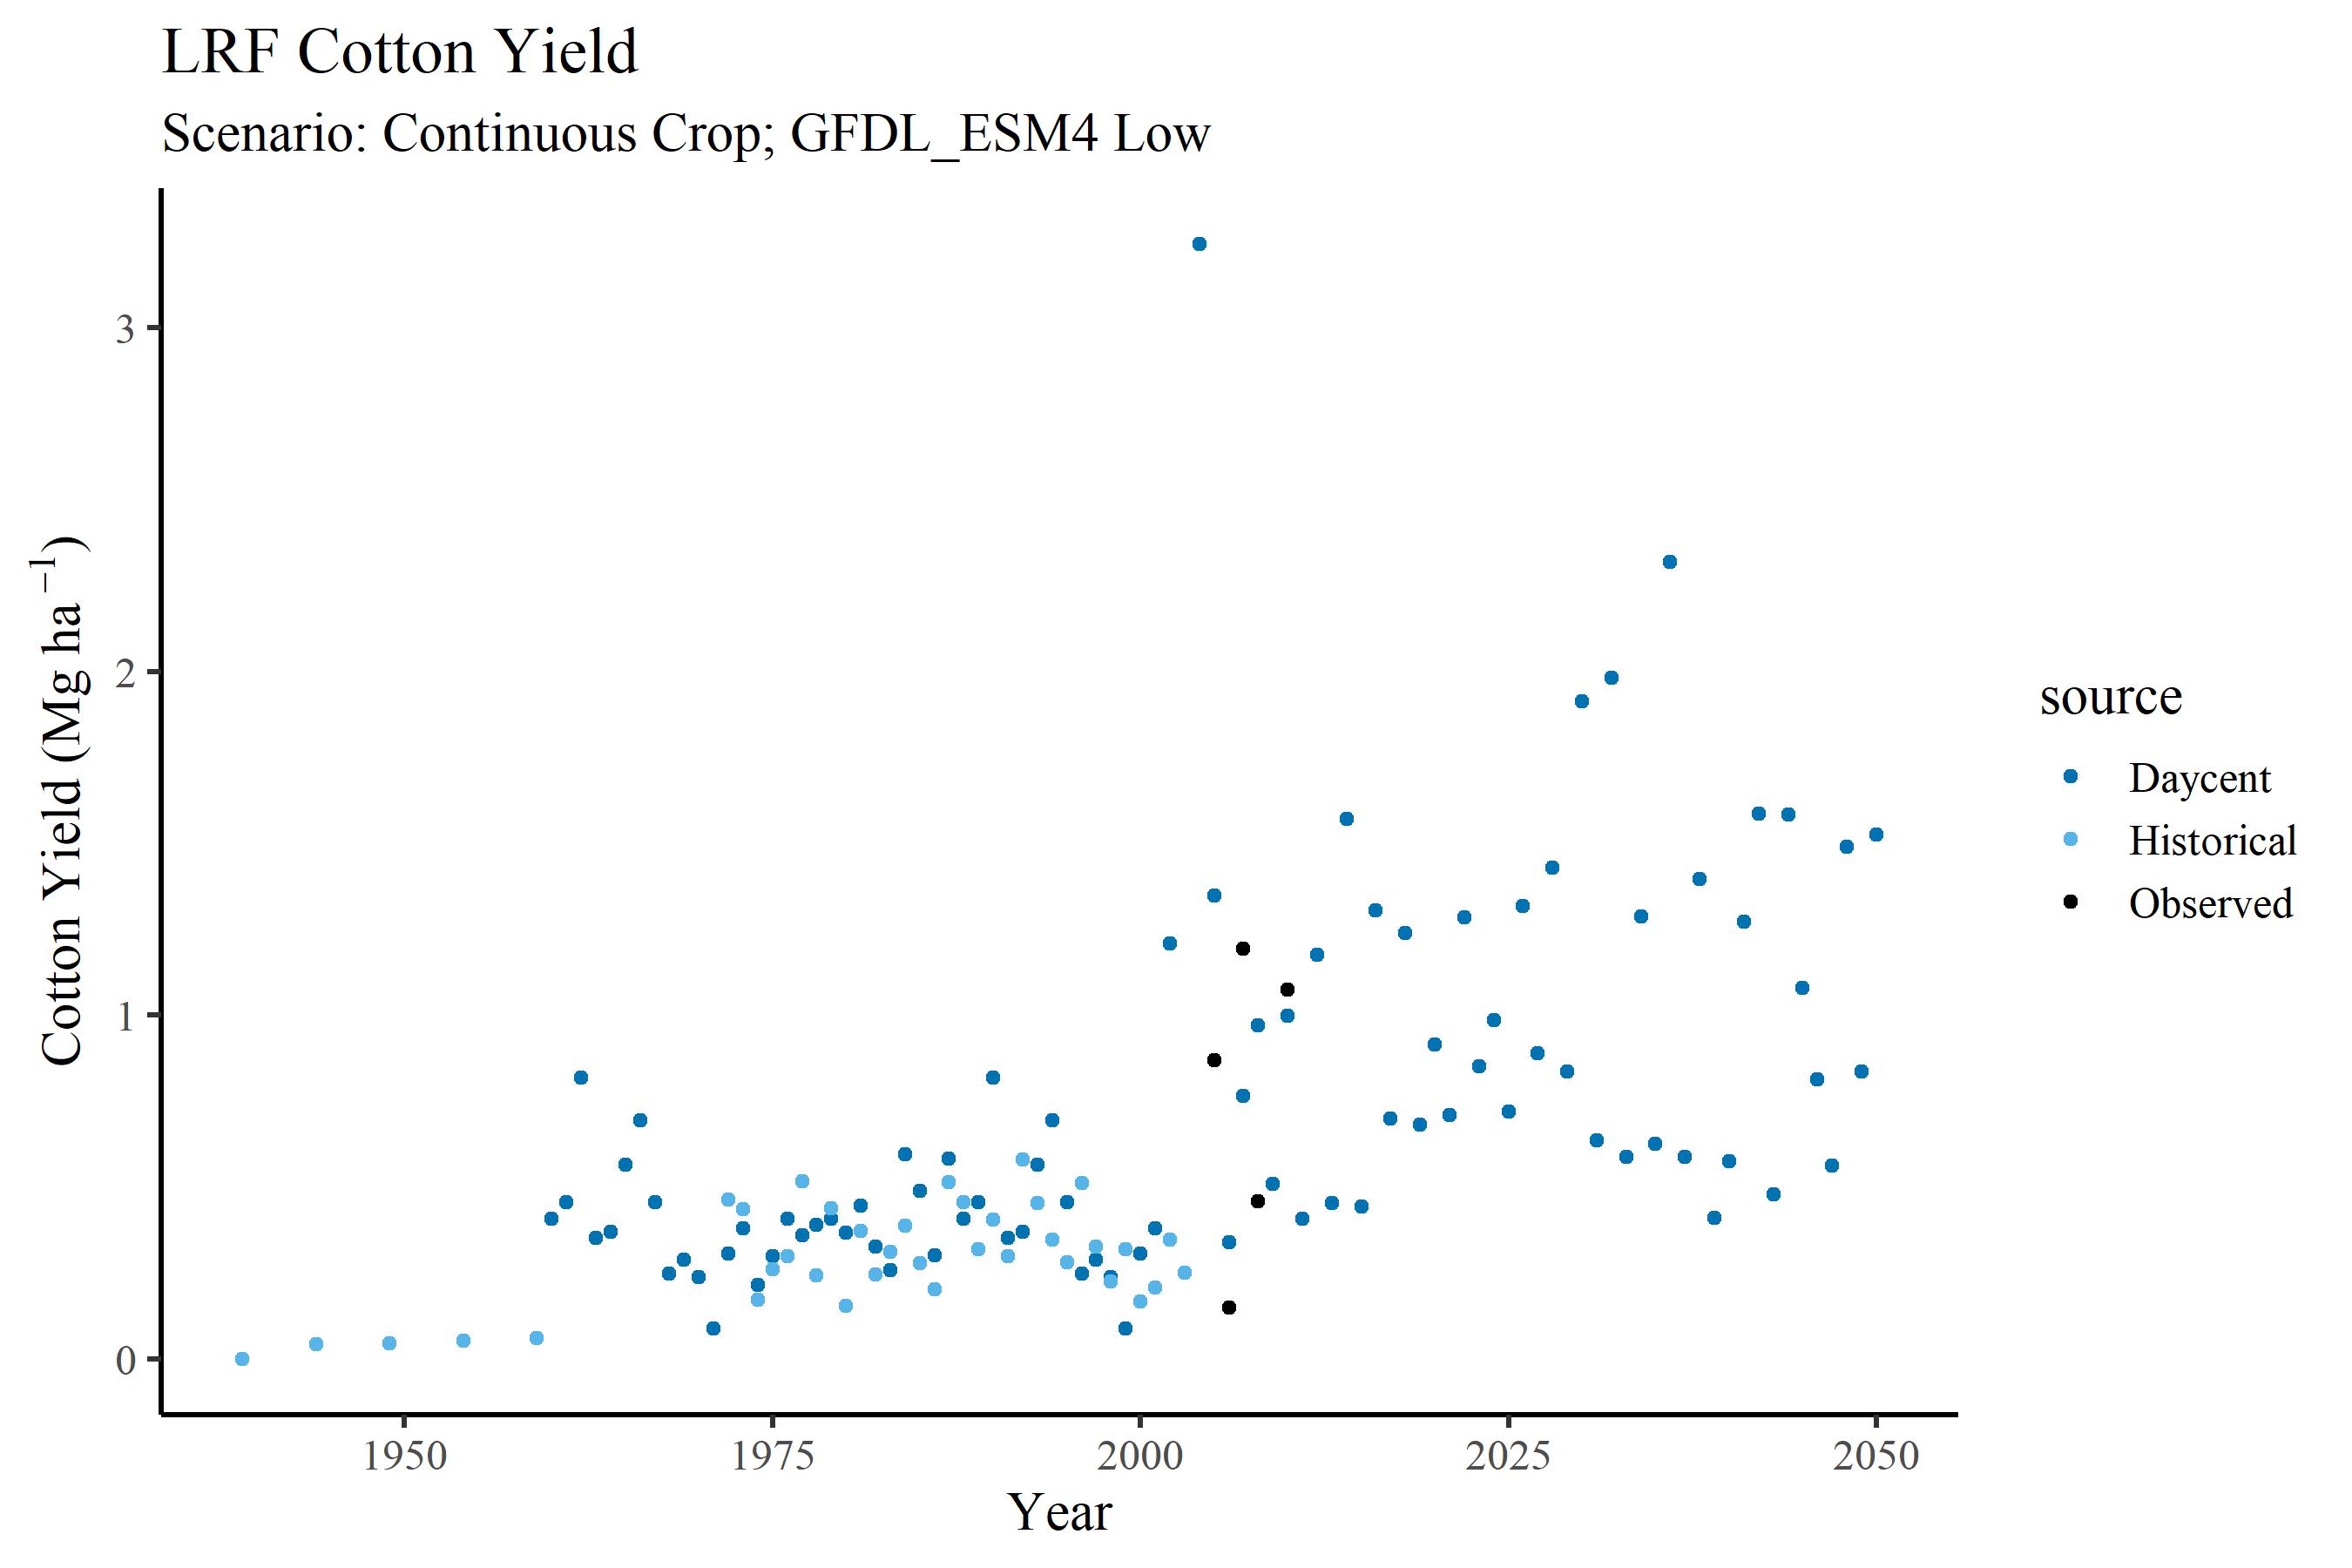 LRF Cotton Yield
Scenario: Continuous Crop; GFDL_ESM4 Low
Cotton Yield (Mg ha⁻¹)
3
2
1
0
1950 1975 2000 2025 2050
Year
source
Daycent
Historical
Observed